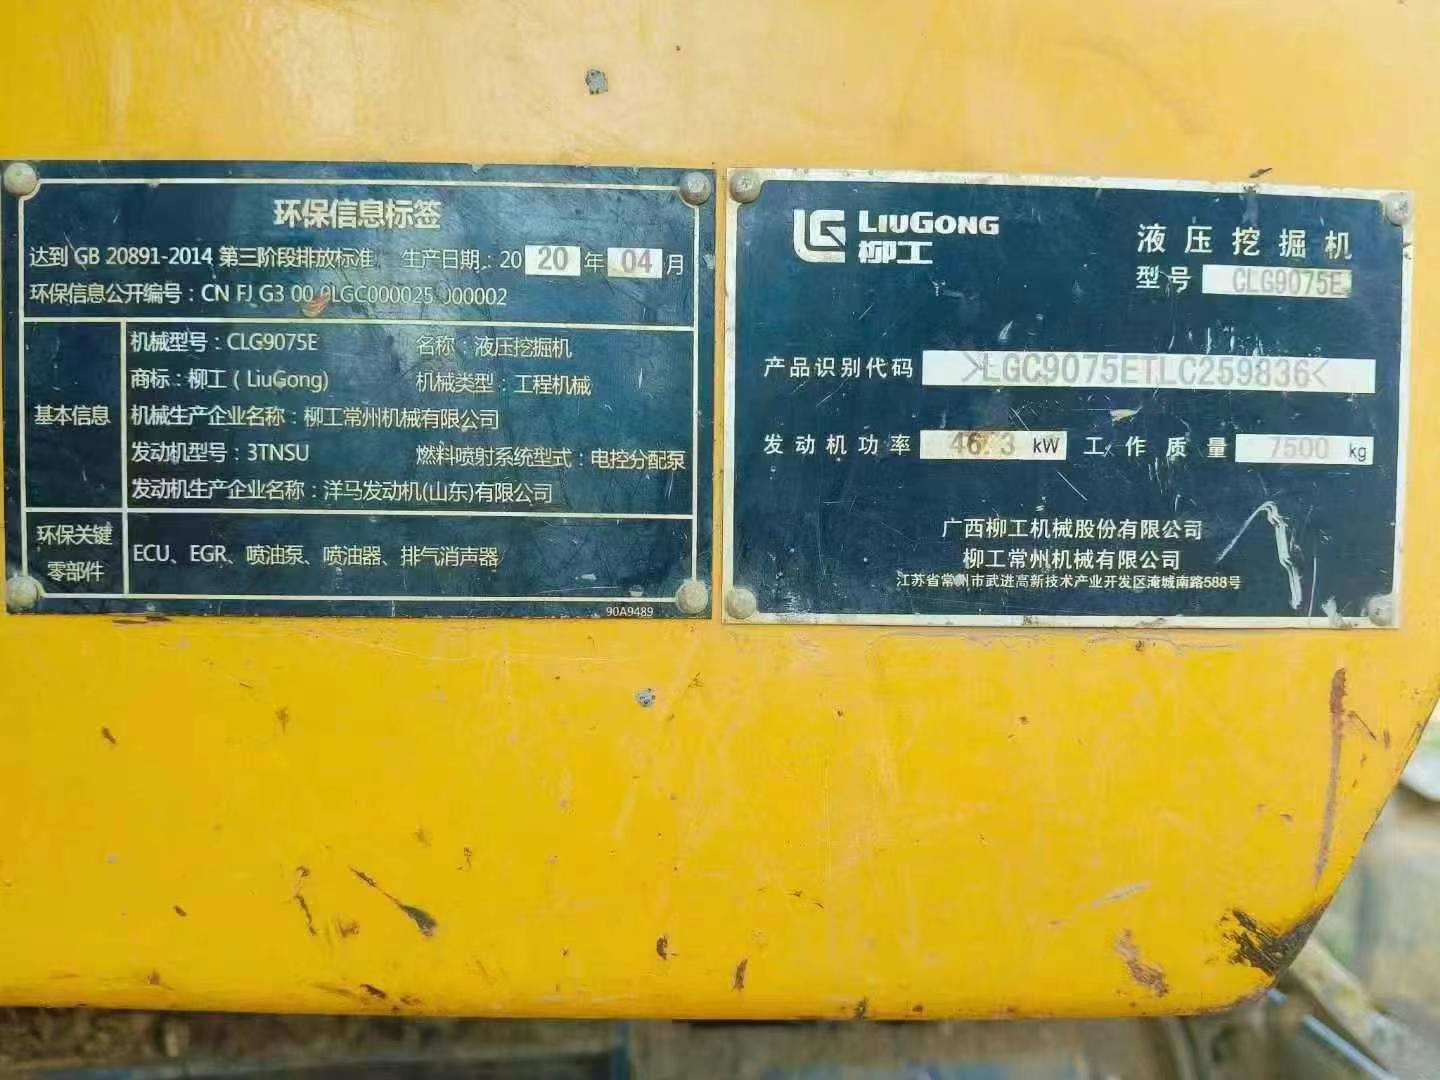 环保信息标签
达到 GB 20891-2014 第三阶段排放标准 生产日期: 2020 年 04 月
环保信息公开编号：CN FJ G3 00 0LGC000025 000002
基本信息
机械型号：CLG9075E 名称：液压挖掘机
商标：柳工 ( LiuGong) 机械类型：工程机械
机械生产企业名称：柳工常州机械有限公司
发动机型号：3TNSU 燃料喷射系统型式：电控分配泵
发动机生产企业名称：洋马发动机(山东)有限公司
环保关键
零部件
ECU、EGR、喷油泵、喷油器、排气消声器
90A9489
LG LIUGONG
柳工
液压挖掘机
型号 CLG9075E
产品识别代码 >LGC9075ETLC259836<
发动机功率 46.3 kW 工作质量 7500 kg
广西柳工机械股份有限公司
柳工常州机械有限公司
江苏省常州市武进高新技术产业开发区淹城南路588号